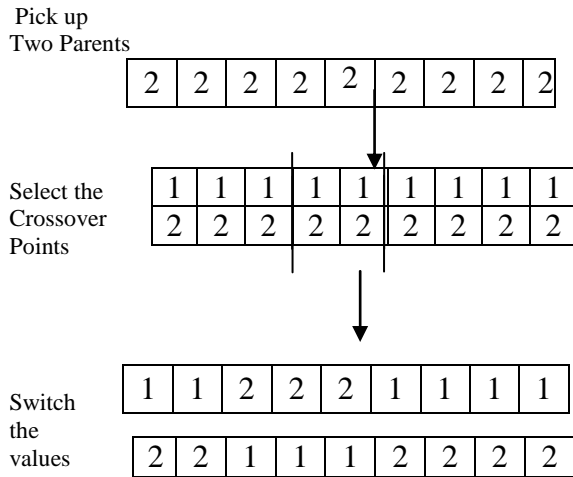 Pick up
Two Parents
2 2 2 2 2 2 2 2 2
Select the
Crossover
Points
1 1 1 1 1 1 1 1 1
2 2 2 2 2 2 2 2 2
Switch
the
values
1 1 2 2 2 1 1 1 1
2 2 1 1 1 2 2 2 2